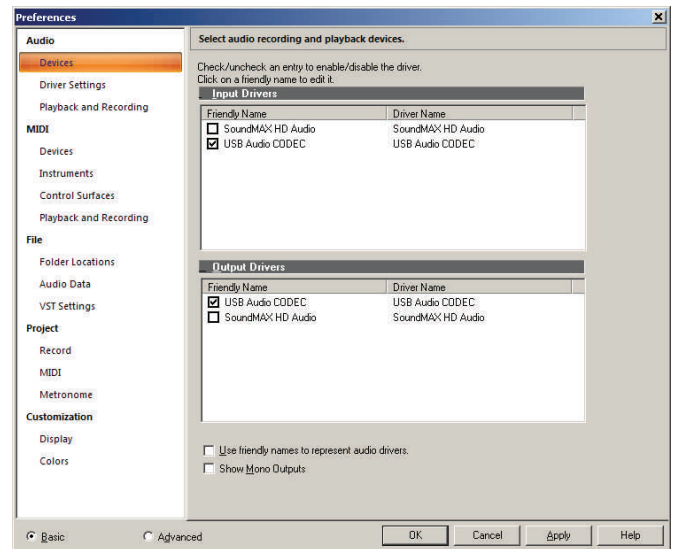 Preferences
Audio
Devices
Driver Settings
Playback and Recording
MIDI
Devices
Instruments
Control Surfaces
Playback and Recording
File
Folder Locations
Audio Data
VST Settings
Project
Record
MIDI
Metronome
Customization
Display
Colors
Select audio recording and playback devices.
Check/uncheck an entry to enable/disable the driver.
Click on a friendly name to edit it.
Input Drivers
Friendly Name Driver Name
SoundMAX HD Audio SoundMAX HD Audio
USB Audio CODEC USB Audio CODEC
Output Drivers
Friendly Name Driver Name
USB Audio CODEC USB Audio CODEC
SoundMAX HD Audio SoundMAX HD Audio
Use friendly names to represent audio drivers.
Show Mono Outputs
Basic Advanced OK Cancel Apply Help